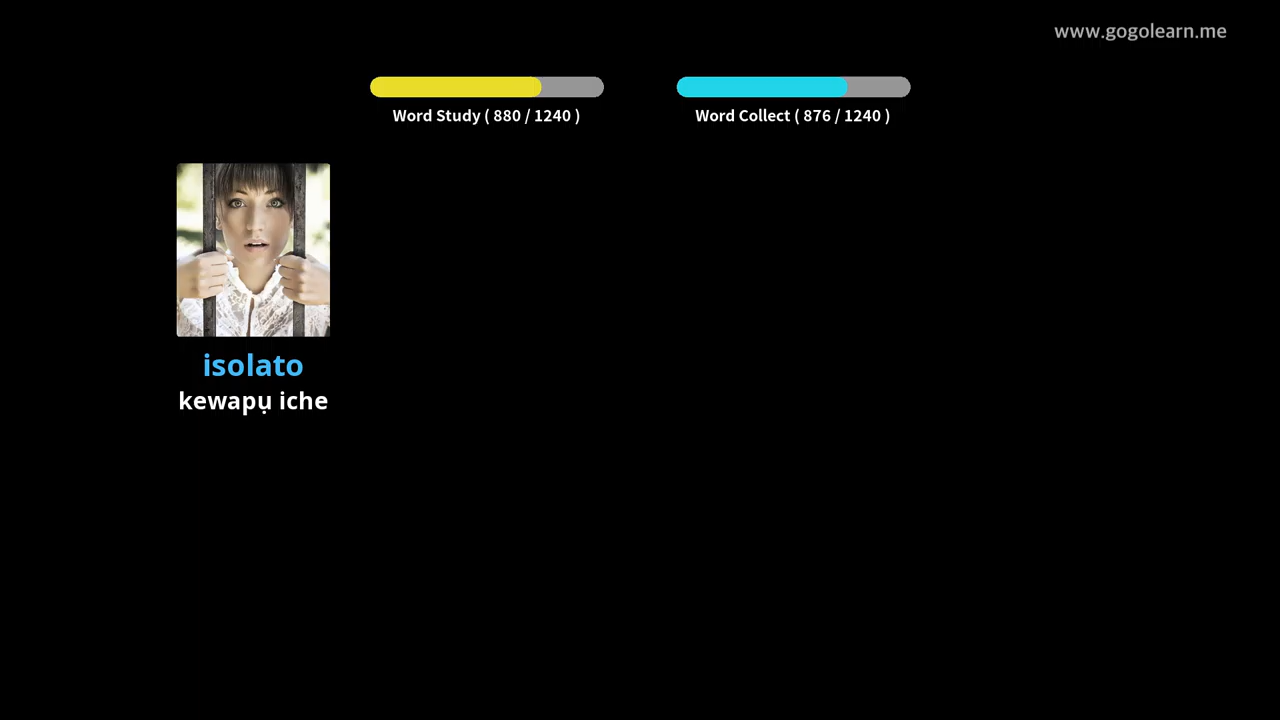 www.gogolearn.me
Word Study ( 880 / 1240 )
Word Collect ( 876 / 1240 )
isolato
kewapụ iche